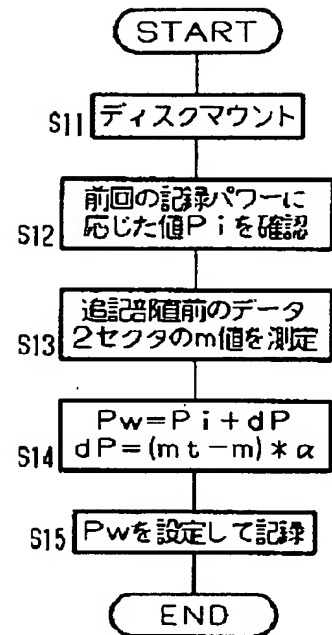 START
S11 ディスクマウント
前回の記録パワーに
S12 応じた値Piを確認
追記部値前のデータ
S13 2セクタのm値を測定
Pw=Pi+dP
S14 dP=(mt-m)*α
S15 Pwを設定して記録
END